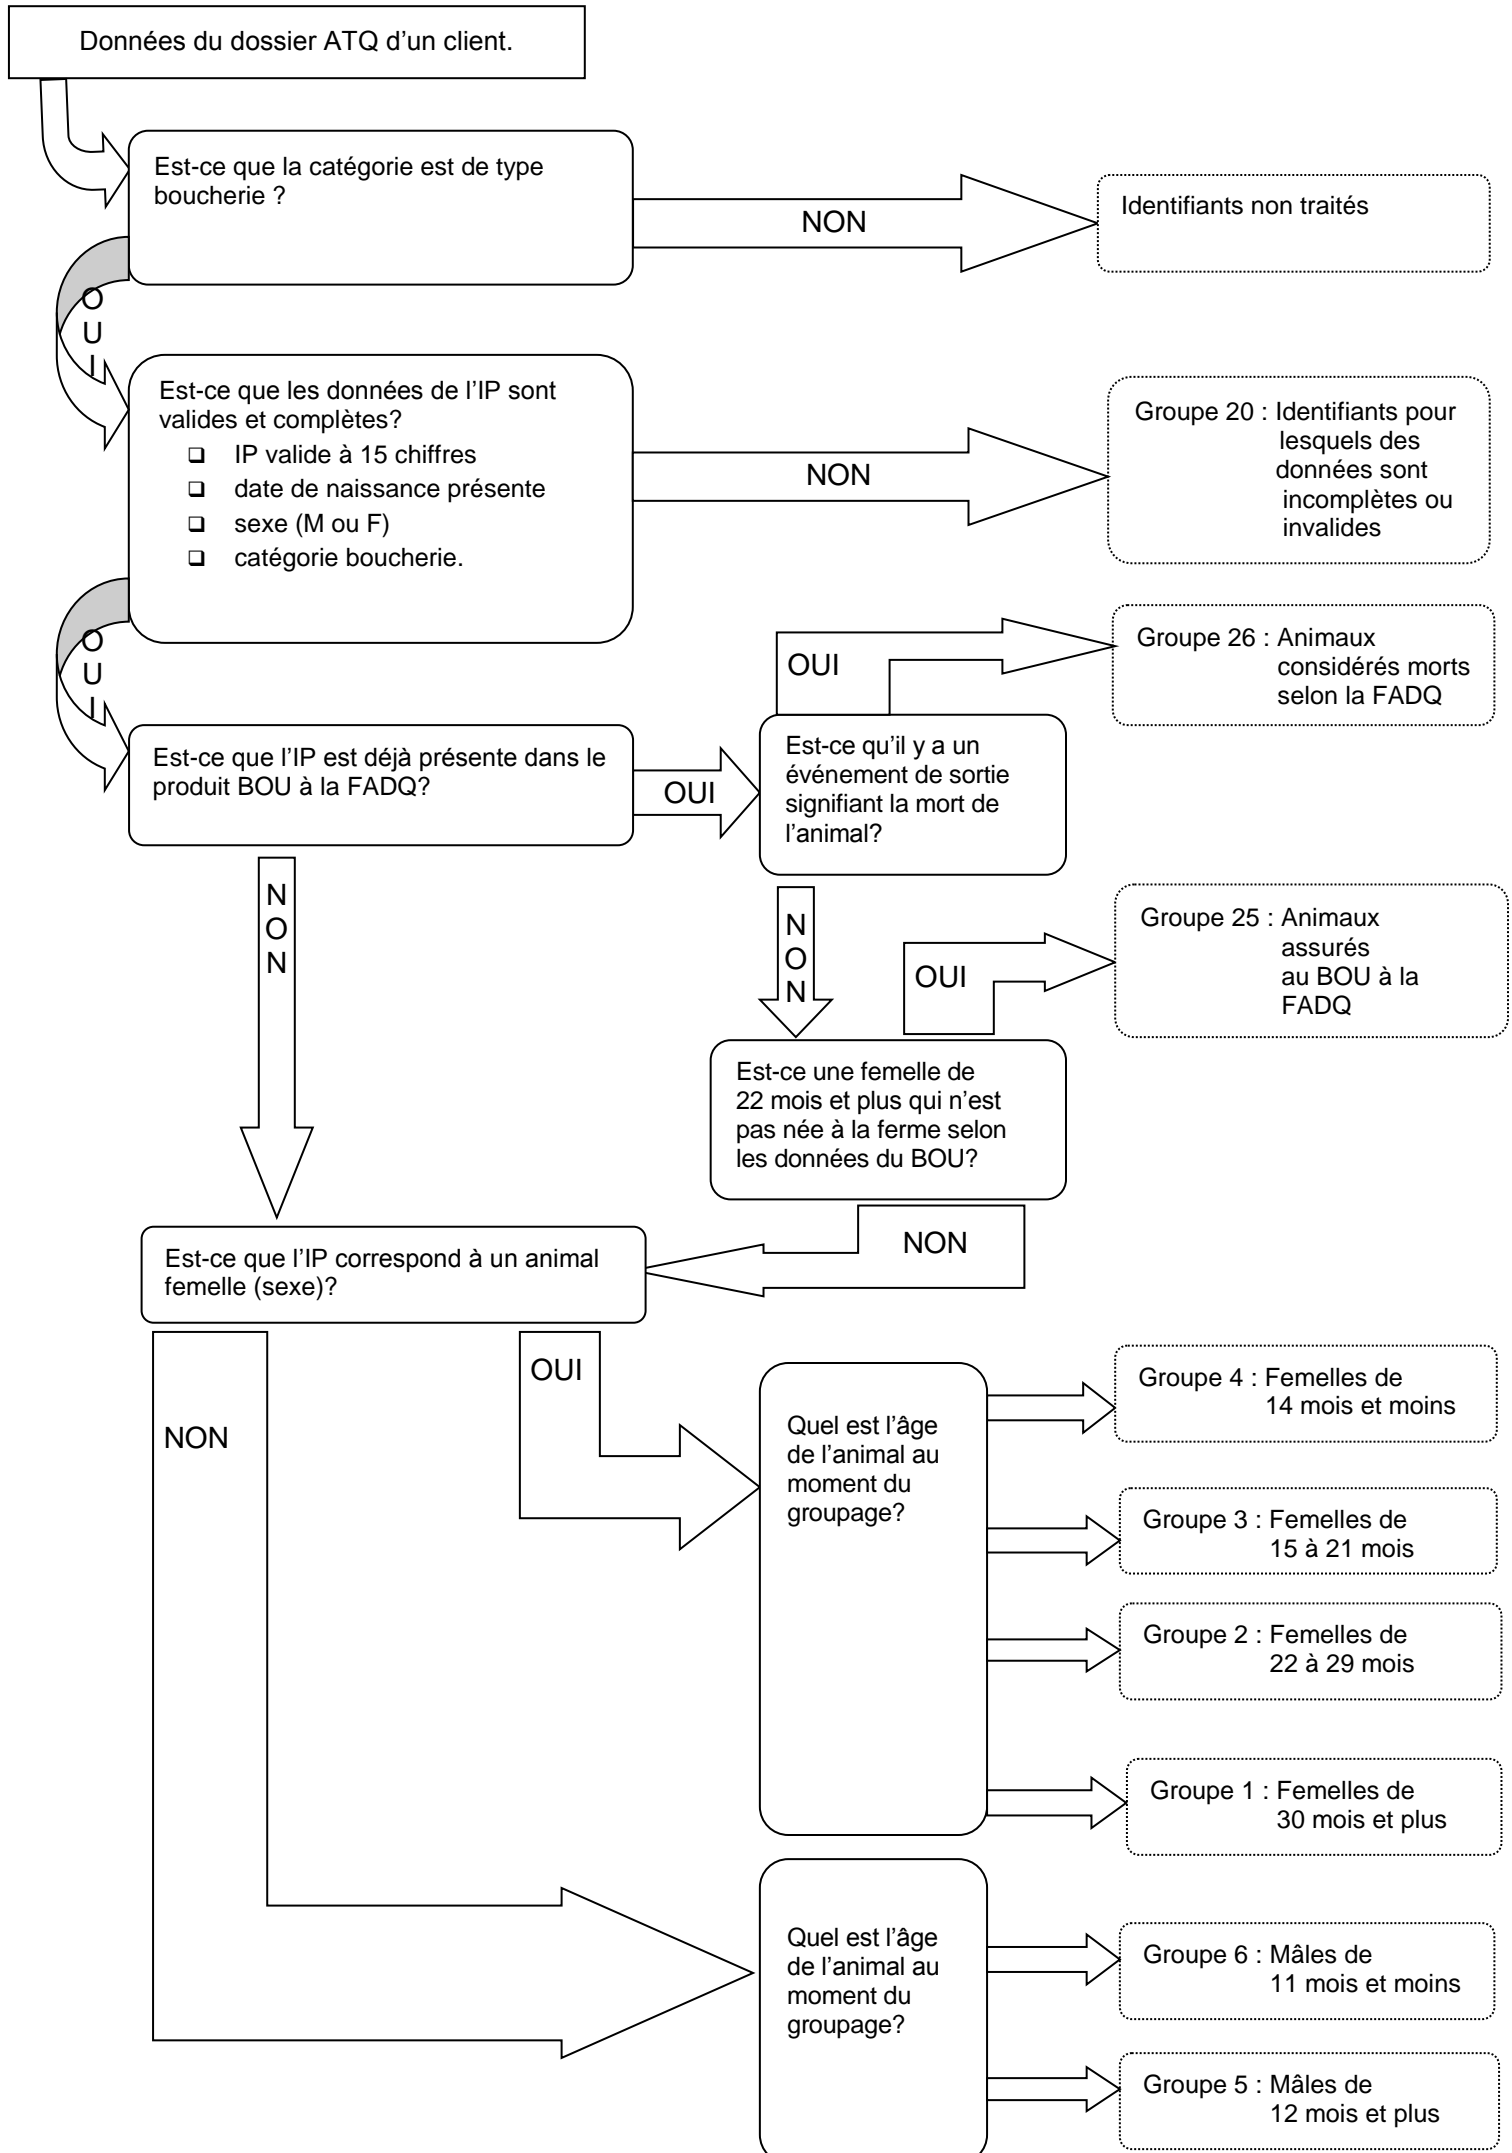 Données du dossier ATQ d’un client.
Est-ce que la catégorie est de type
boucherie ?
NON
Identifiants non traités
O
U
I
Est-ce que les données de l’IP sont
valides et complètes?
❑ IP valide à 15 chiffres
❑ date de naissance présente
❑ sexe (M ou F)
❑ catégorie boucherie.
NON
Groupe 20 : Identifiants pour
lesquels des
données sont
incomplètes ou
invalides
O
U
I
Est-ce que l’IP est déjà présente dans le
produit BOU à la FADQ?
OUI
Est-ce qu’il y a un
événement de sortie
signifiant la mort de
l’animal?
OUI
Groupe 26 : Animaux
considérés morts
selon la FADQ
N
O
N
N
O
N
Est-ce une femelle de
22 mois et plus qui n’est
pas née à la ferme selon
les données du BOU?
OUI
Groupe 25 : Animaux
assurés
au BOU à la
FADQ
NON
Est-ce que l’IP correspond à un animal
femelle (sexe)?
OUI
NON
Quel est l’âge
de l’animal au
moment du
groupage?
Groupe 4 : Femelles de
14 mois et moins
Groupe 3 : Femelles de
15 à 21 mois
Groupe 2 : Femelles de
22 à 29 mois
Groupe 1 : Femelles de
30 mois et plus
Quel est l’âge
de l’animal au
moment du
groupage?
Groupe 6 : Mâles de
11 mois et moins
Groupe 5 : Mâles de
12 mois et plus